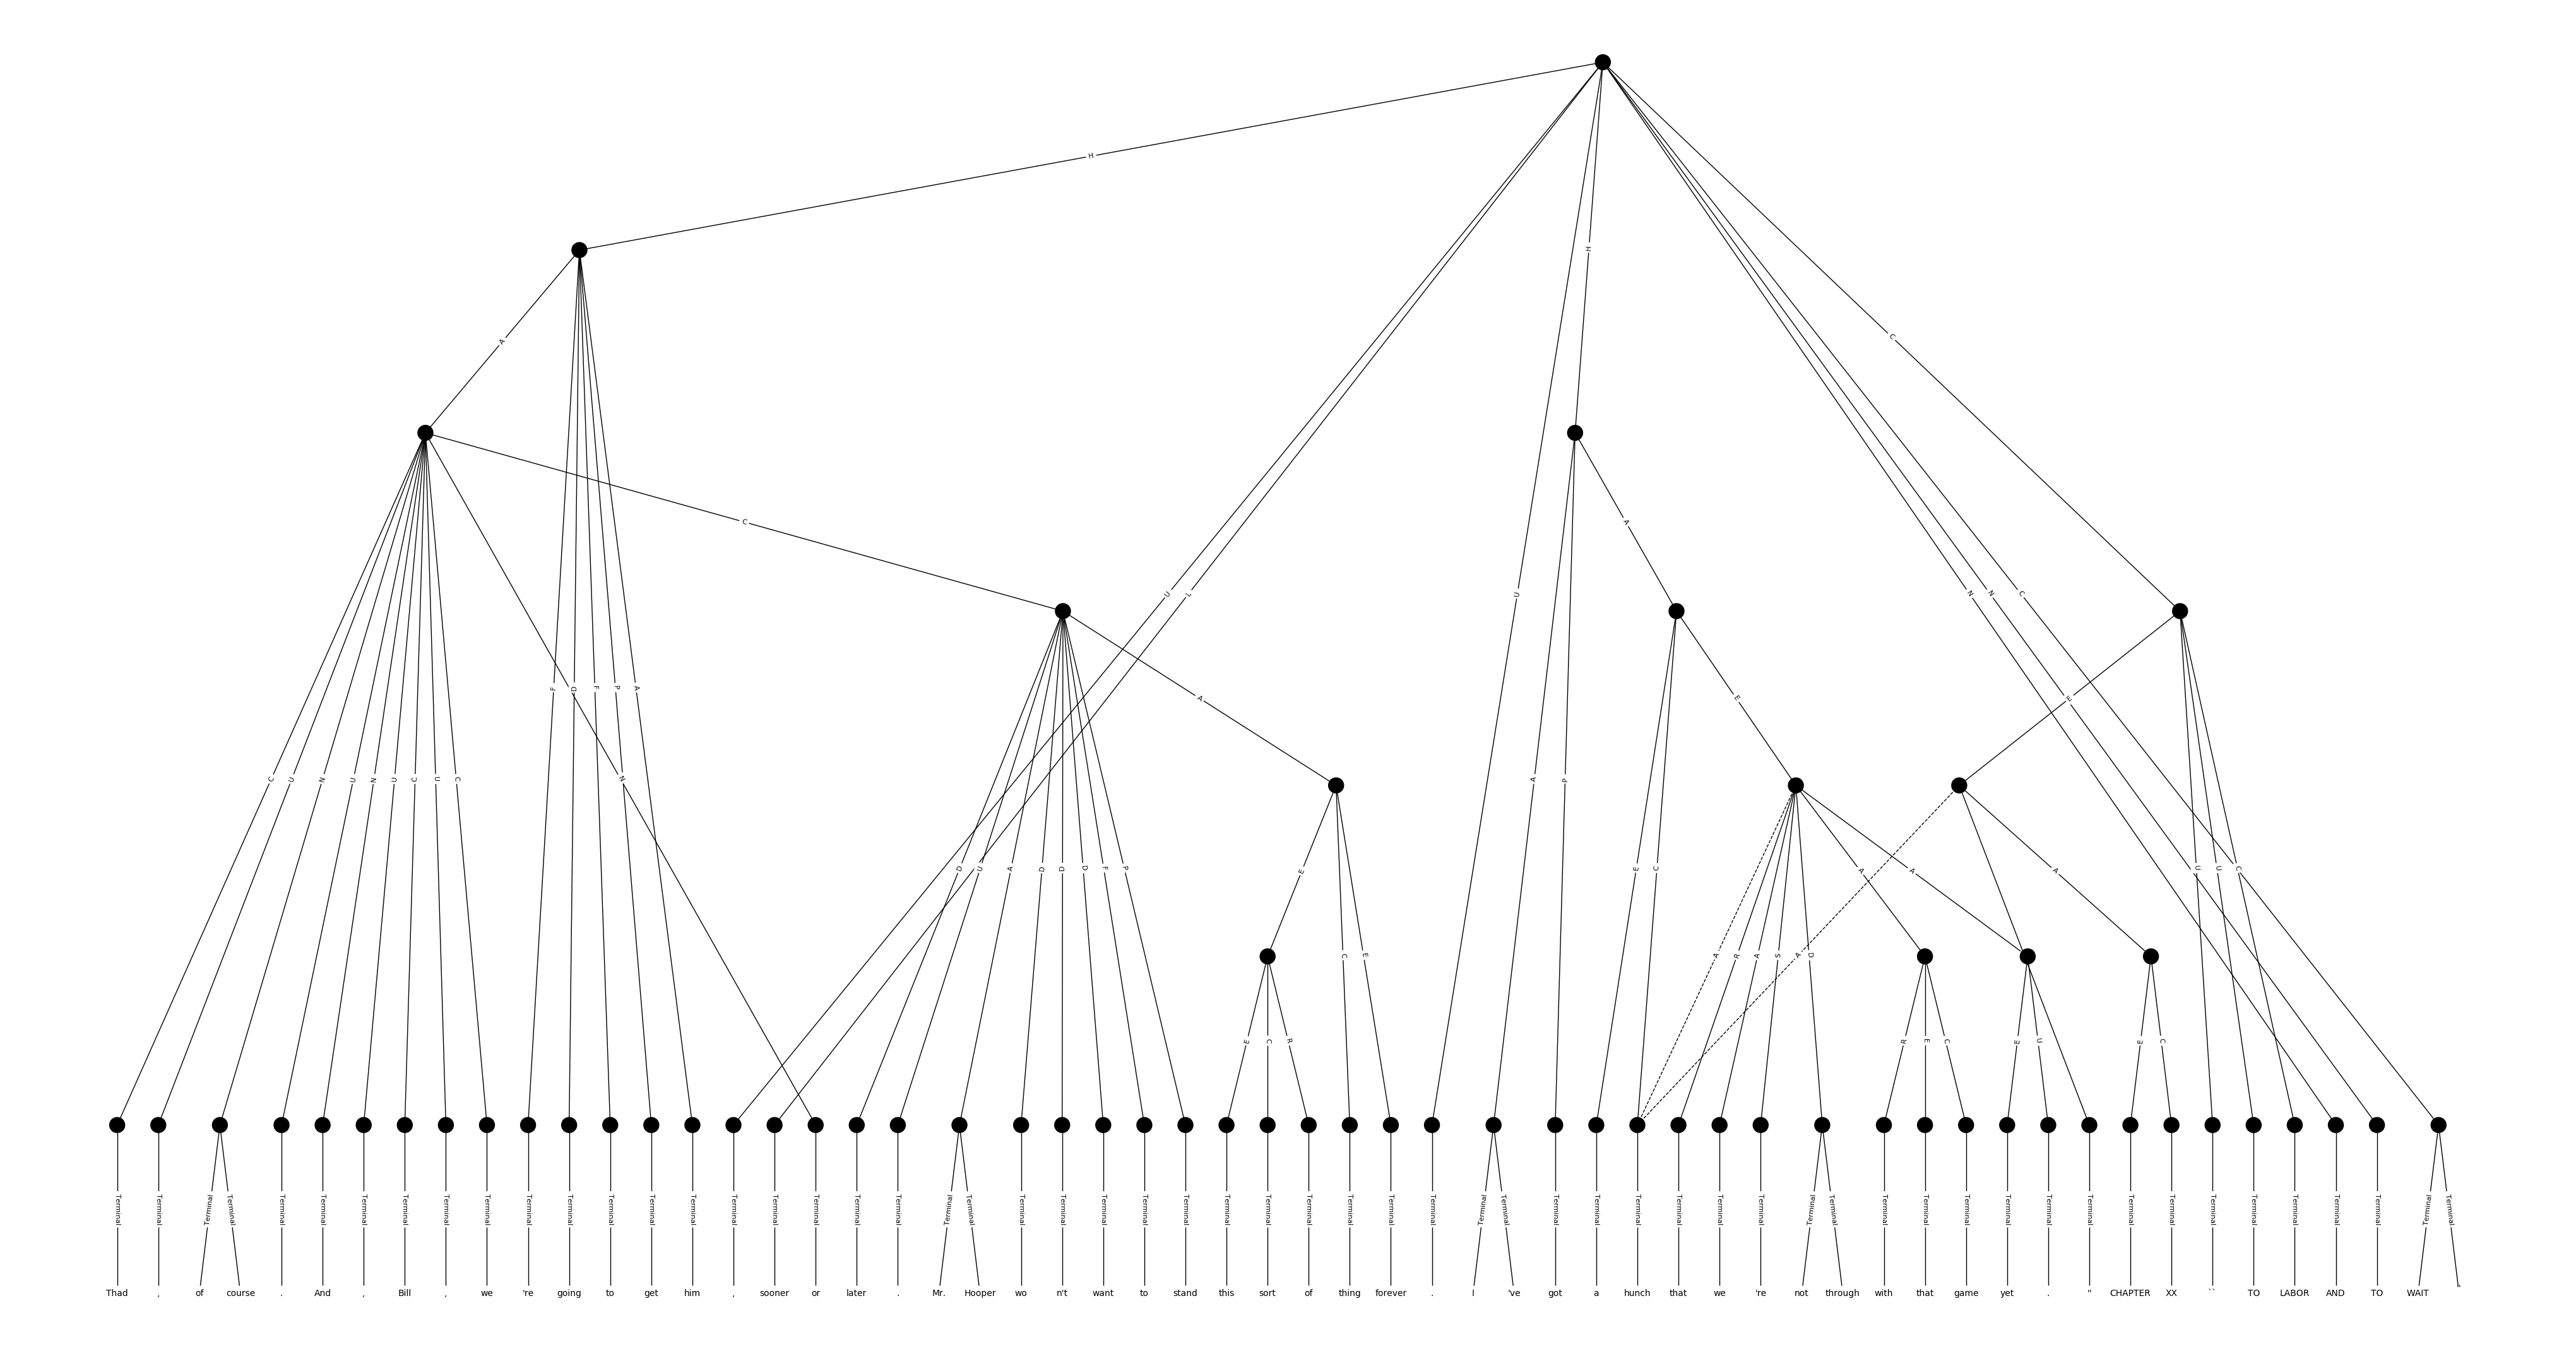 H
H
A
C
C
A
U
L
U
N
N
C
E
F
D
F
P
A
A
E
C
U
N
U
N
U
C
U
C
N
A
P
D
U
A
D
D
D
F
P
E
E
C
A
A
A
U
U
C
C
E
A
R
A
S
A
D
E
C
R
R
E
C
E
U
E
C
Terminal Terminal Terminal Terminal Terminal Terminal Terminal Terminal Terminal Terminal Terminal Terminal Terminal Terminal Terminal Terminal Terminal Terminal Terminal Terminal Terminal Terminal Terminal Terminal Terminal Terminal Terminal Terminal Terminal Terminal Terminal Terminal Terminal Terminal Terminal Terminal Terminal Terminal Terminal Terminal Terminal Terminal Terminal Terminal Terminal Terminal Terminal Terminal Terminal Terminal Terminal Terminal Terminal Terminal Terminal Terminal Terminal Terminal
Thad , of course . And , Bill , we 're going to get him , sooner or later . Mr. Hooper wo n't want to stand this sort of thing forever . I 've got a hunch that we 're not through with that game yet . " CHAPTER XX `` TO LABOR AND TO WAIT "